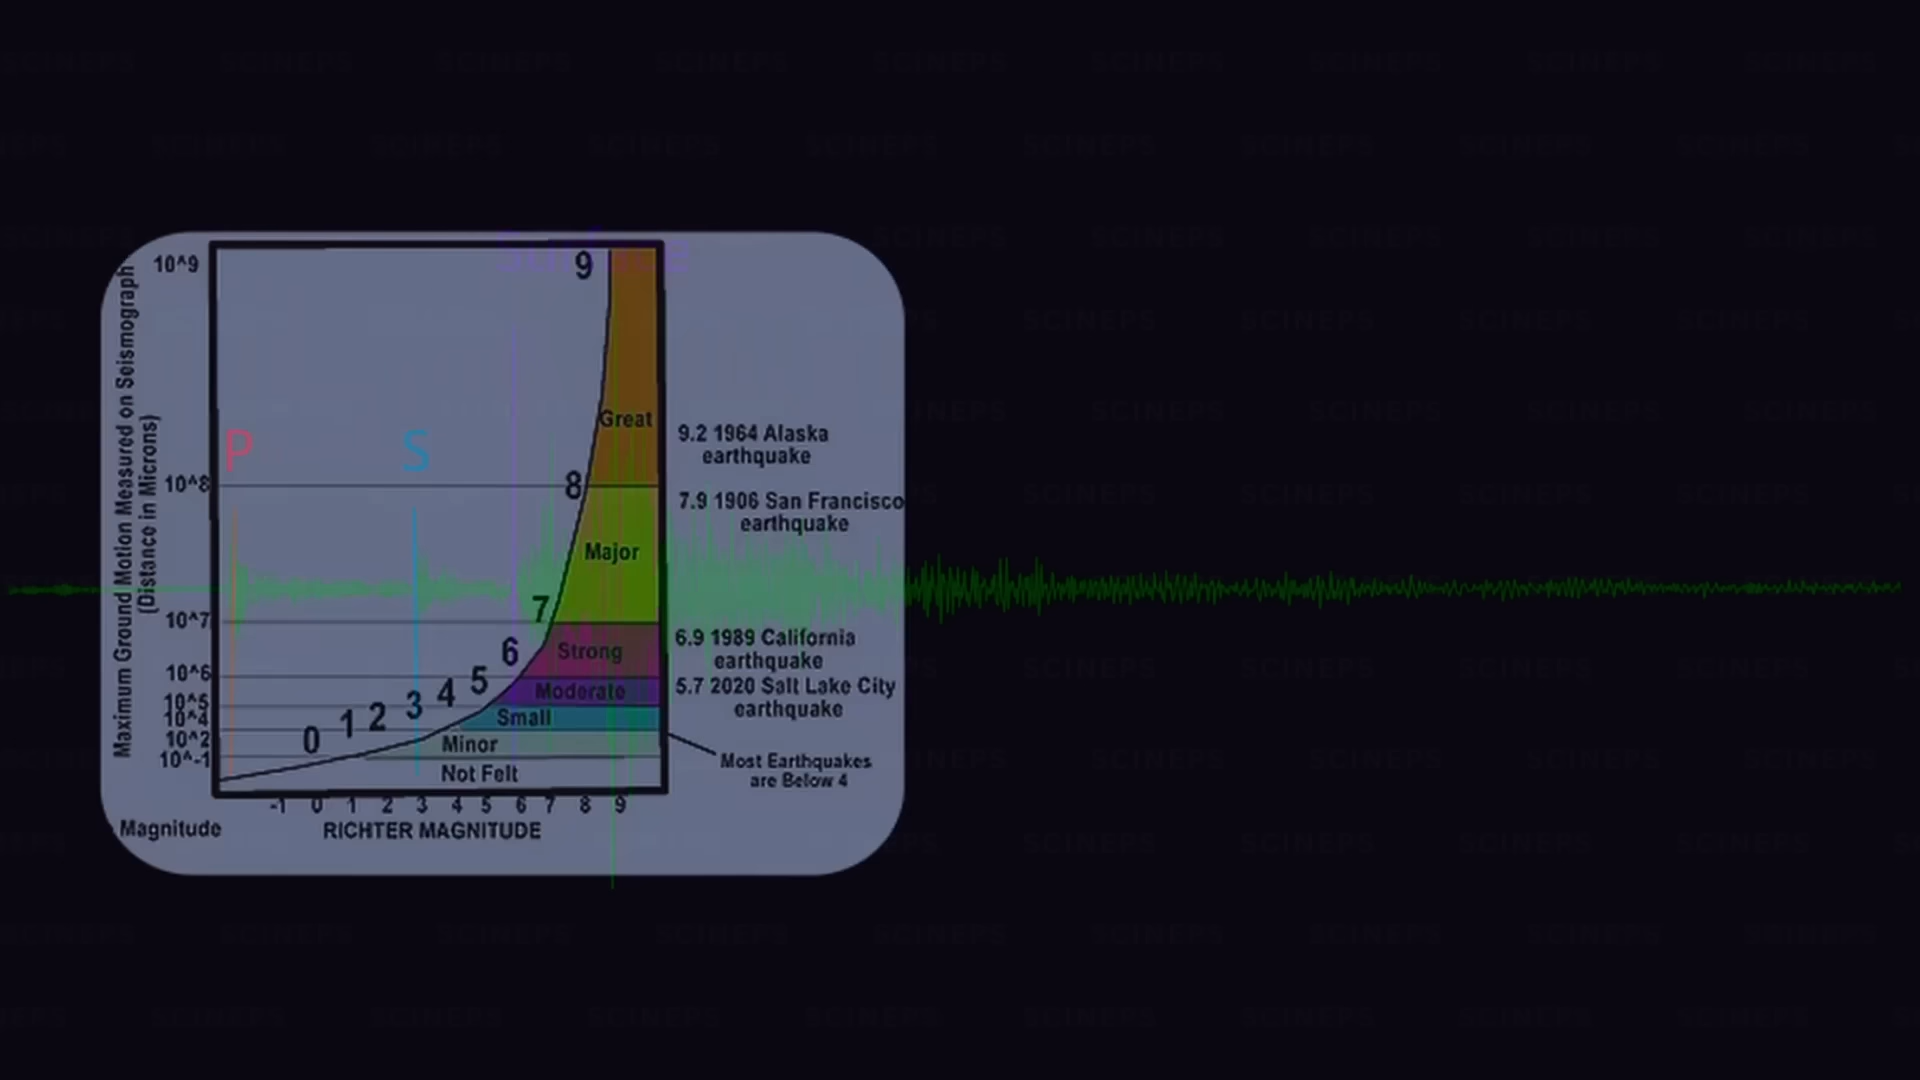 SCINEPS
Surface
10^9
9
Maximum Ground Motion Measured on Seismograph
(Distance in Microns)
Great
P
S
9.2 1964 Alaska
earthquake
10^8
8
7.9 1906 San Francisco
earthquake
Major
10^7
7
6.9 1989 California
earthquake
Strong
6
10^6
5
5.7 2020 Salt Lake City
earthquake
Moderate
4
10^5
3
10^4
Small
2
1
0
10^2
Minor
10^-1
Most Earthquakes
are Below 4
Not Felt
-1 0 1 2 3 4 5 6 7 8 9
Magnitude
RICHTER MAGNITUDE